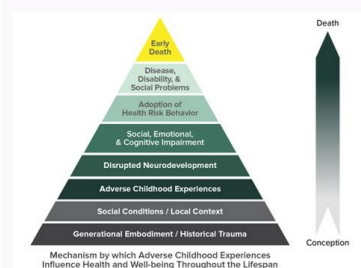 Death
Early
Death
Disease,
Disability, &
Social Problems
Adoption of
Health Risk Behavior
Social, Emotional,
& Cognitive Impairment
Disrupted Neurodevelopment
Adverse Childhood Experiences
Social Conditions / Local Context
Generational Embodiment / Historical Trauma
Conception
Mechanism by which Adverse Childhood Experiences
Influence Health and Well-being Throughout the Lifespan